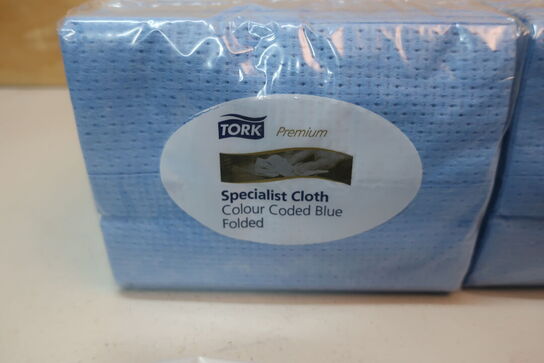 TORK Premium
Specialist Cloth
Colour Coded Blue
Folded